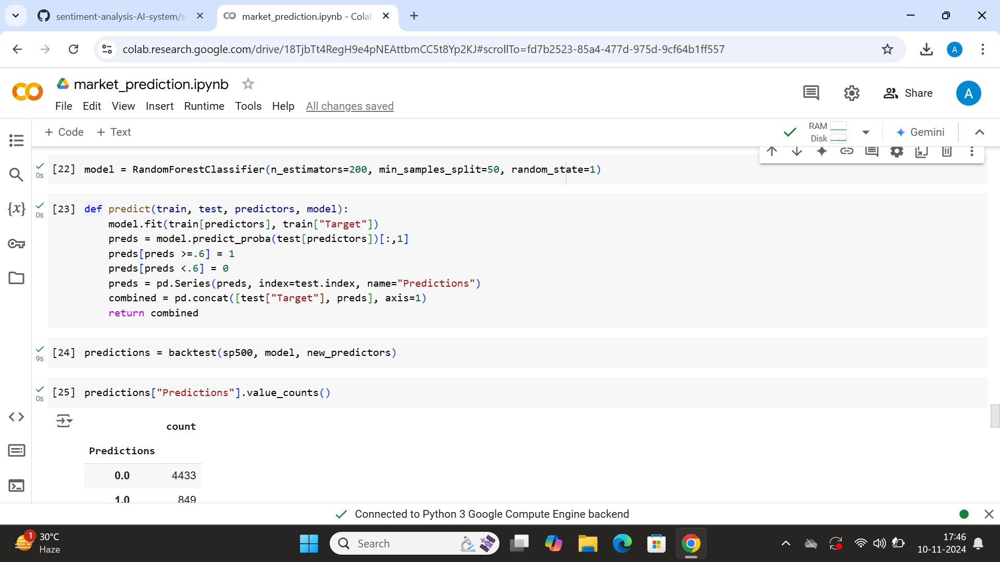 sentiment-analysis-AI-system/s
market_prediction.ipynb - Colab
colab.research.google.com/drive/18TjbTt4RegH9e4pNEAttbmCC5t8Yp2KJ#scrollTo=fd7b2523-85a4-477d-975d-9cf64b1ff557
A
CO
market_prediction.ipynb
File Edit View Insert Runtime Tools Help All changes saved
Share
A
+ Code + Text
RAM
Disk
Gemini
{x}
[22] model = RandomForestClassifier(n_estimators=200, min_samples_split=50, random_state=1)
0s
[23] def predict(train, test, predictors, model):
0s
model.fit(train[predictors], train["Target"])
preds = model.predict_proba(test[predictors])[:,1]
preds[preds >=.6] = 1
preds[preds <.6] = 0
preds = pd.Series(preds, index=test.index, name="Predictions")
combined = pd.concat([test["Target"], preds], axis=1)
return combined
[24] predictions = backtest(sp500, model, new_predictors)
9s
[25] predictions["Predictions"].value_counts()
0s
count
Predictions
0.0 4433
1.0 849
Connected to Python 3 Google Compute Engine backend
1
30°C
Haze
Search
17:46
10-11-2024